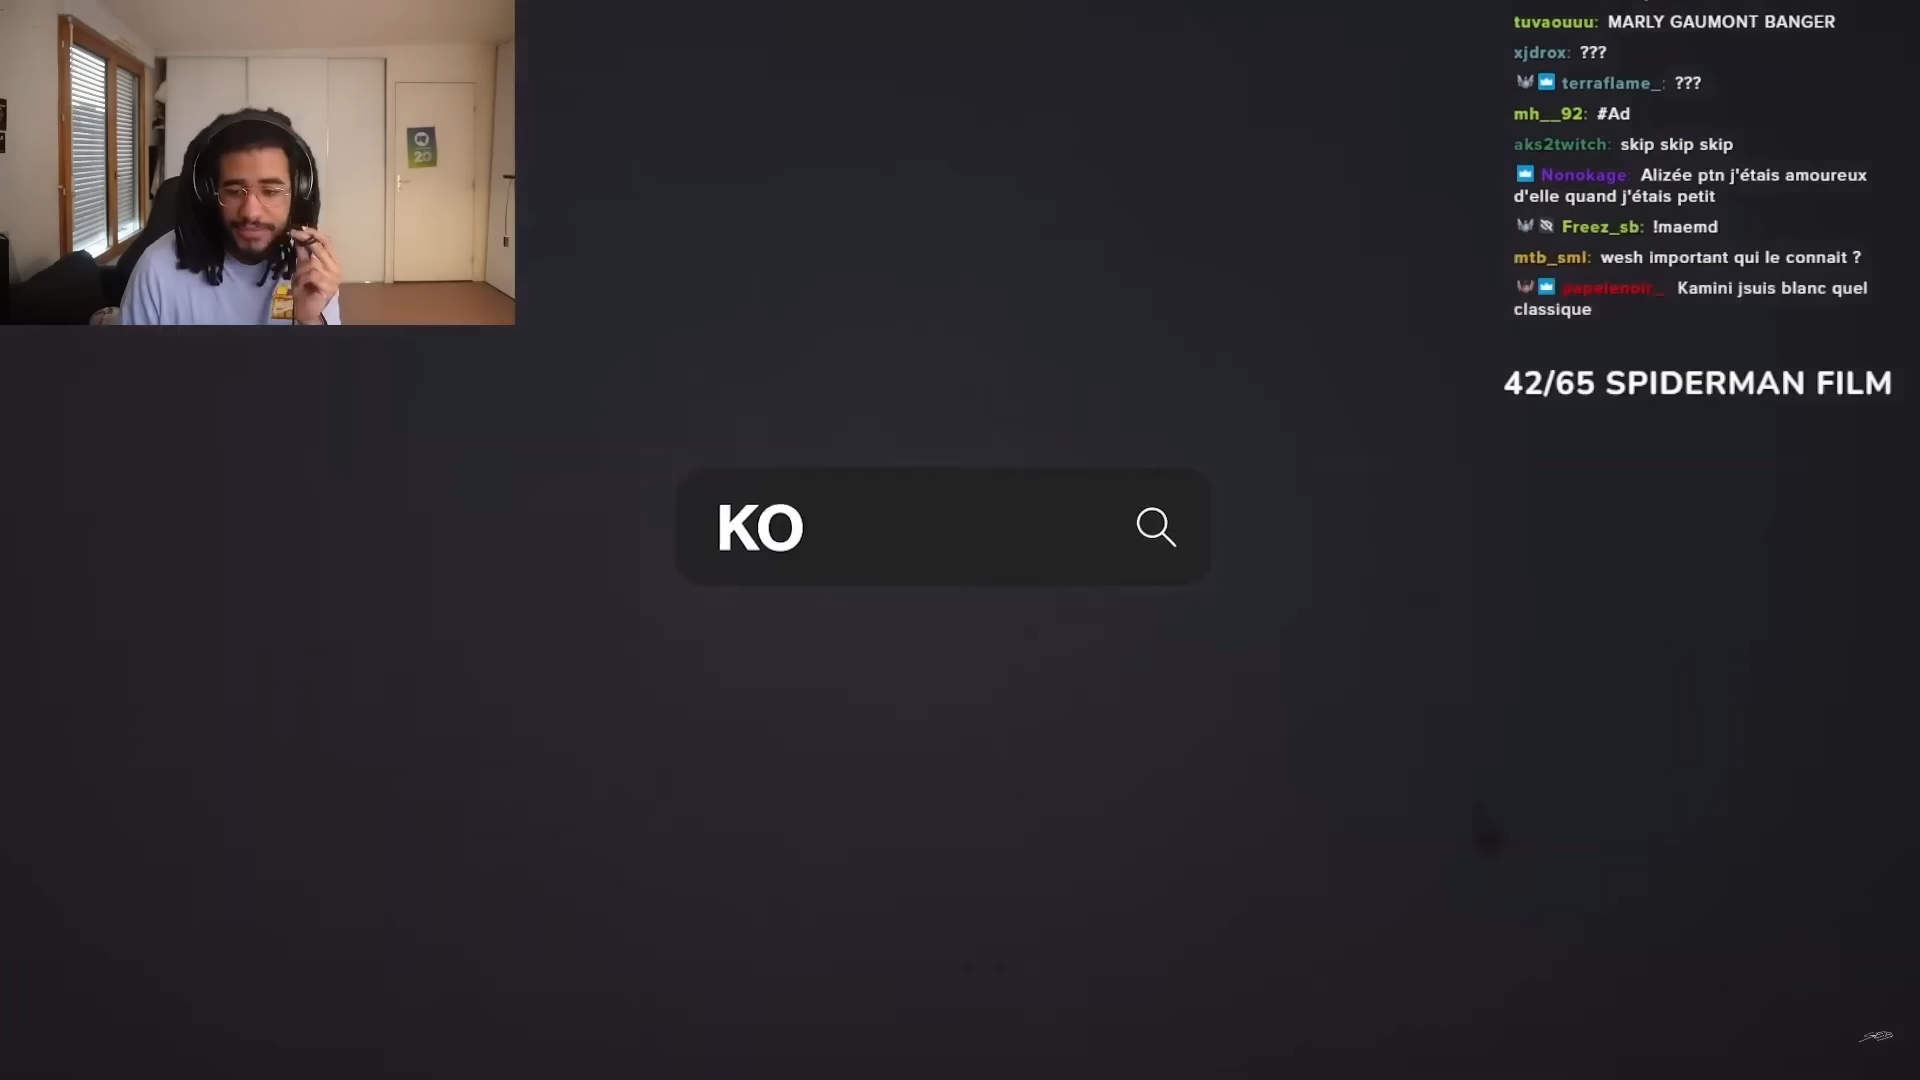 tuvaouuu: MARLY GAUMONT BANGER
xjdrox: ???
terraflame_: ???
mh__92: #Ad
aks2twitch: skip skip skip
Nonokage: Alizée ptn j'étais amoureux
d'elle quand j'étais petit
Freez_sb: !maemd
mtb_sml: wesh important qui le connait ?
papelenoir_ Kamini jsuis blanc quel
classique
42/65 SPIDERMAN FILM
KO
20